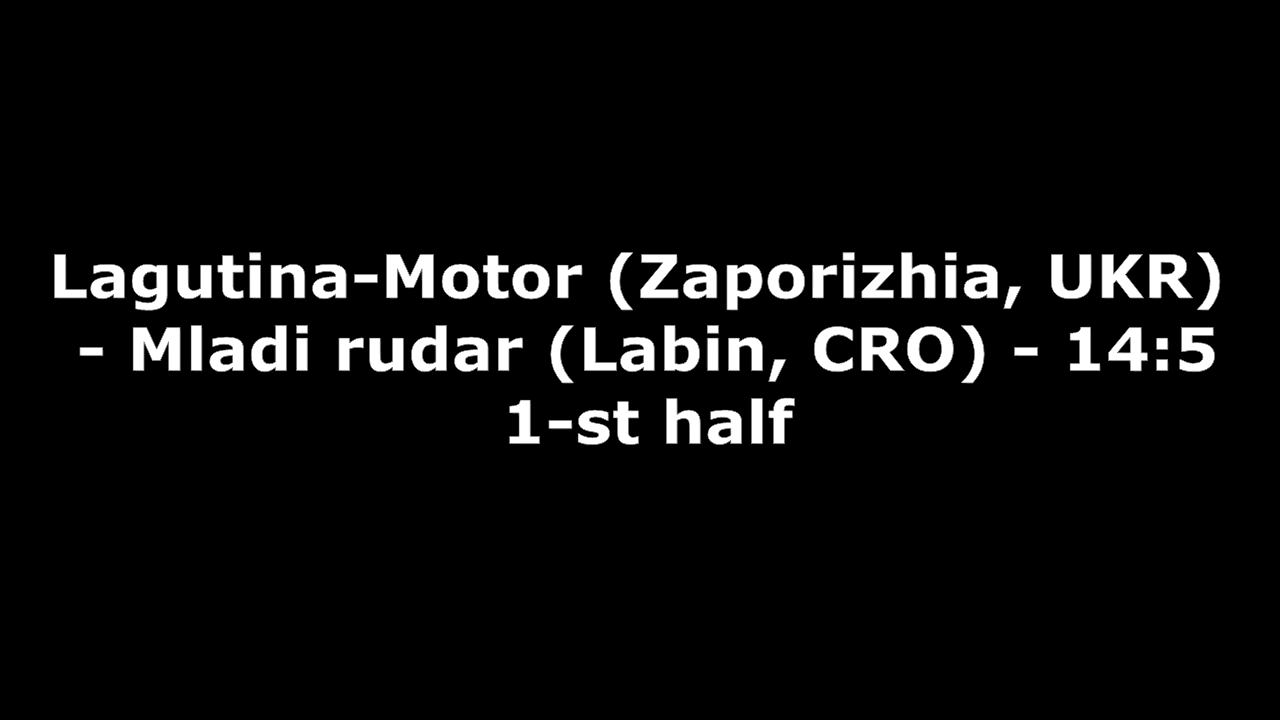 Lagutina-Motor (Zaporizhia, UKR)
- Mladi rudar (Labin, CRO) - 14:5
1-st half